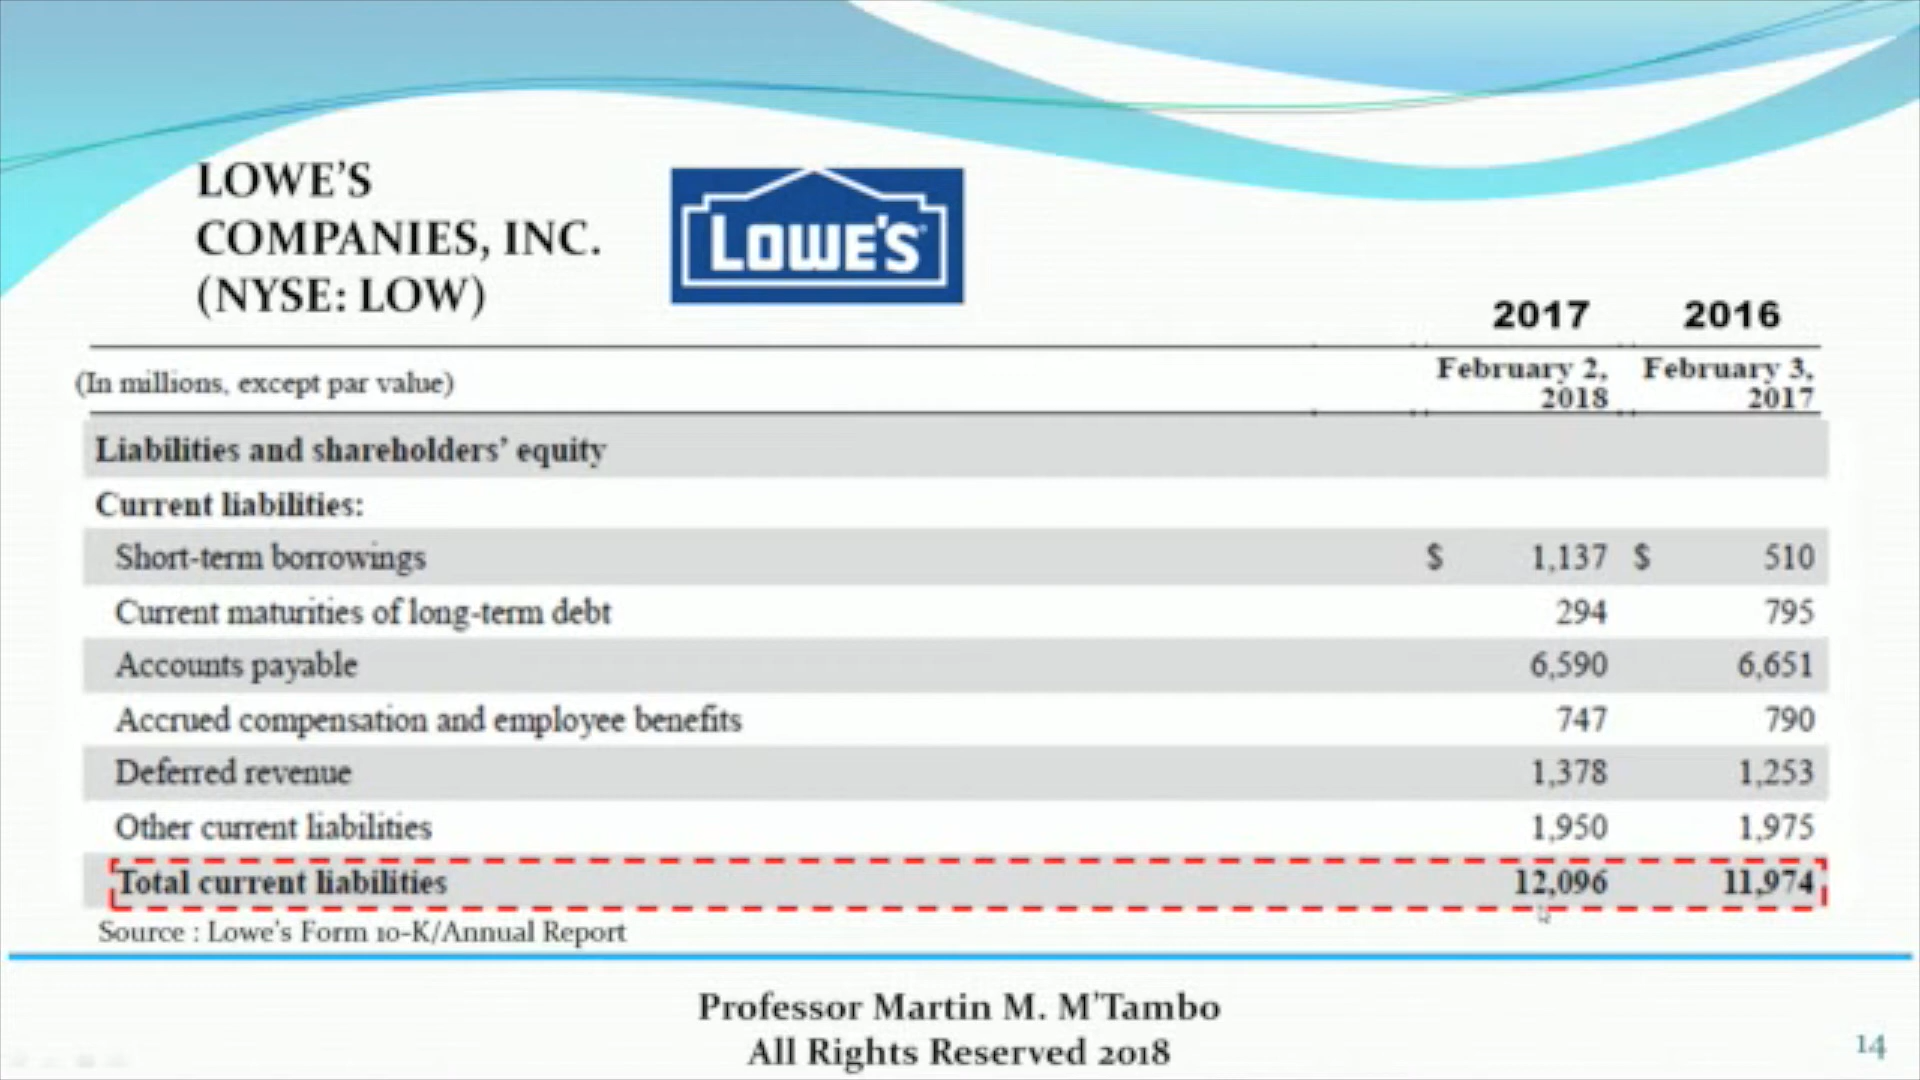 LOWE'S
COMPANIES, INC.
(NYSE: LOW)
LOWE'S
2017 2016
(In millions, except par value) February 2, 2018 February 3, 2017
Liabilities and shareholders' equity
Current liabilities:
Short-term borrowings $ 1,137 $ 510
Current maturities of long-term debt 294 795
Accounts payable 6,590 6,651
Accrued compensation and employee benefits 747 790
Deferred revenue 1,378 1,253
Other current liabilities 1,950 1,975
Total current liabilities 12,096 11,974
Source : Lowe's Form 10-K/Annual Report
Professor Martin M. M'Tambo
All Rights Reserved 2018
14